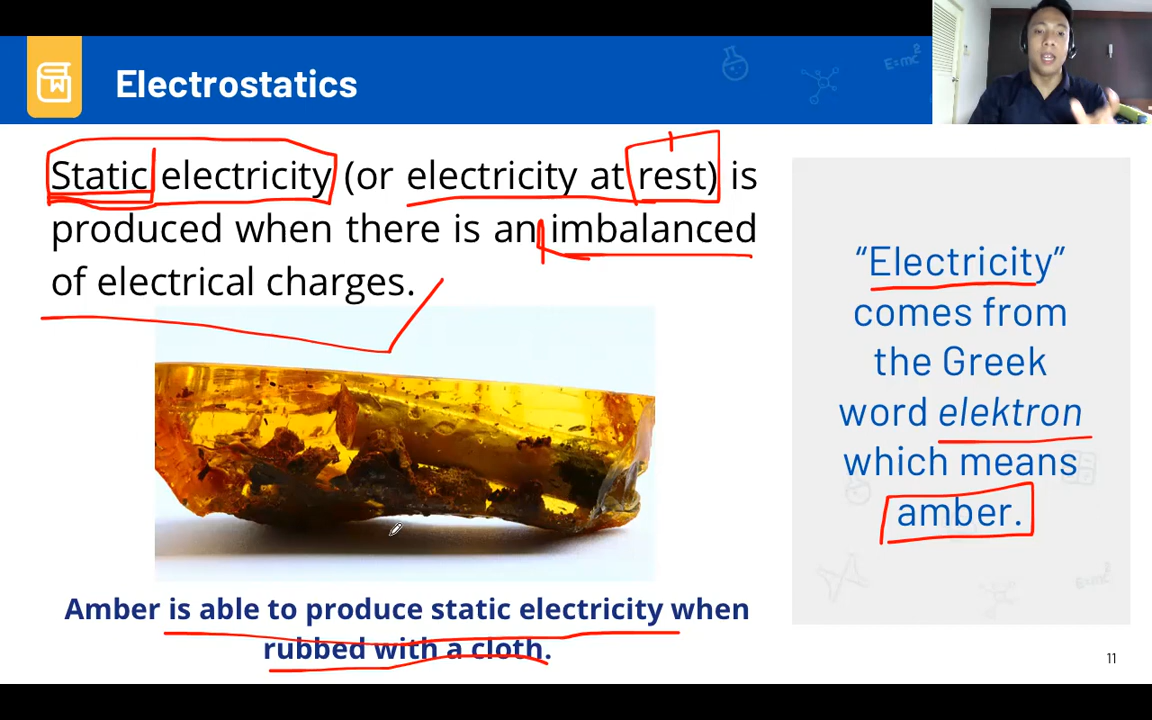 Electrostatics
E=mc²
Static electricity (or electricity at rest) is
produced when there is an imbalanced
of electrical charges.
“Electricity”
comes from
the Greek
word elektron
which means
amber.
Amber is able to produce static electricity when
rubbed with a cloth.
11